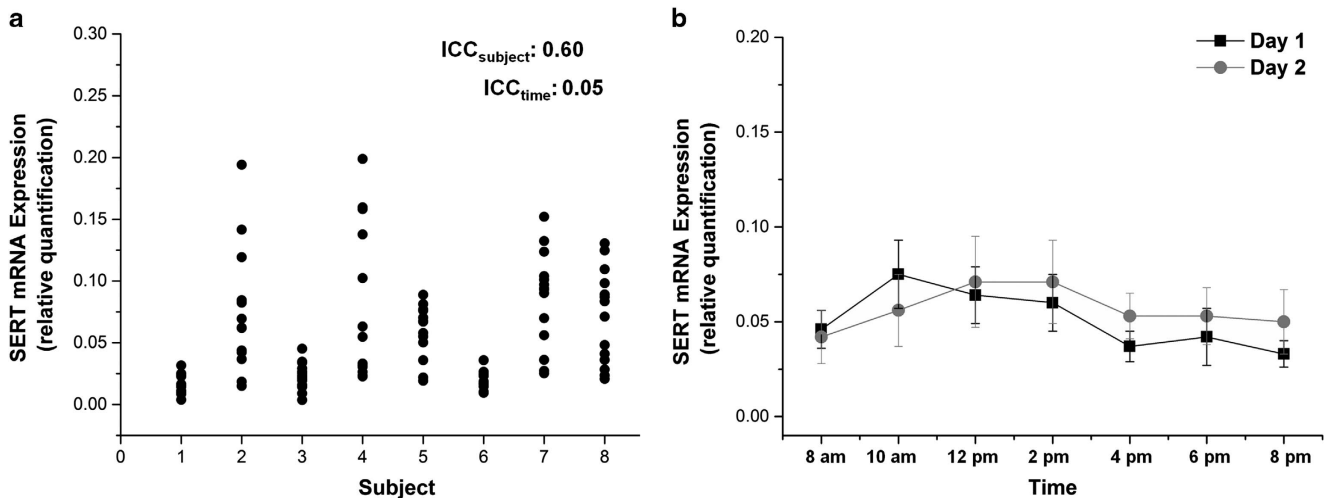 a
SERT mRNA Expression
(relative quantification)
0.30
0.25
0.20
0.15
0.10
0.05
0.00
ICCsubject: 0.60
ICCtime: 0.05
0 1 2 3 4 5 6 7 8
Subject
b
SERT mRNA Expression
(relative quantification)
0.20
0.15
0.10
0.05
0.00
Day 1
Day 2
8 am 10 am 12 pm 2 pm 4 pm 6 pm 8 pm
Time